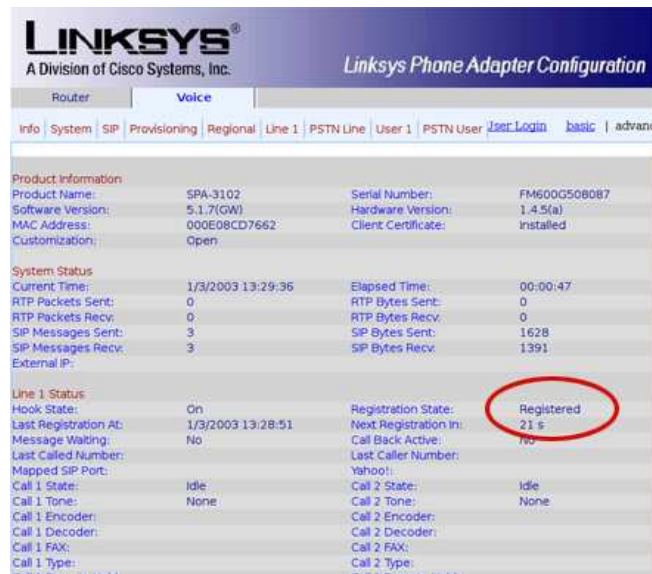 LINKSYS®
A Division of Cisco Systems, Inc.
Linksys Phone Adapter Configuration
Router Voice
Info System SIP Provisioning Regional Line 1 PSTN Line User 1 PSTN User User Login basic | advan
Product Information
Product Name: SPA-3102 Serial Number: FM600G508087
Software Version: 5.1.7(GW) Hardware Version: 1.4.5(a)
MAC Address: 000E08CD7662 Client Certificate: Installed
Customization: Open
System Status
Current Time: 1/3/2003 13:29:36 Elapsed Time: 00:00:47
RTP Packets Sent: 0 RTP Bytes Sent: 0
RTP Packets Recv: 0 RTP Bytes Recv: 0
SIP Messages Sent: 3 SIP Bytes Sent: 1628
SIP Messages Recv: 3 SIP Bytes Recv: 1391
External IP:
Line 1 Status
Hook State: On Registration State: Registered
Last Registration At: 1/3/2003 13:28:51 Next Registration In: 21 s
Message Waiting: No Call Back Active: No
Last Called Number: Last Caller Number:
Mapped SIP Port: Yahoo!:
Call 1 State: Idle Call 2 State: Idle
Call 1 Tone: None Call 2 Tone: None
Call 1 Encoder: Call 2 Encoder:
Call 1 Decoder: Call 2 Decoder:
Call 1 FAX: Call 2 FAX:
Call 1 Type: Call 2 Type: